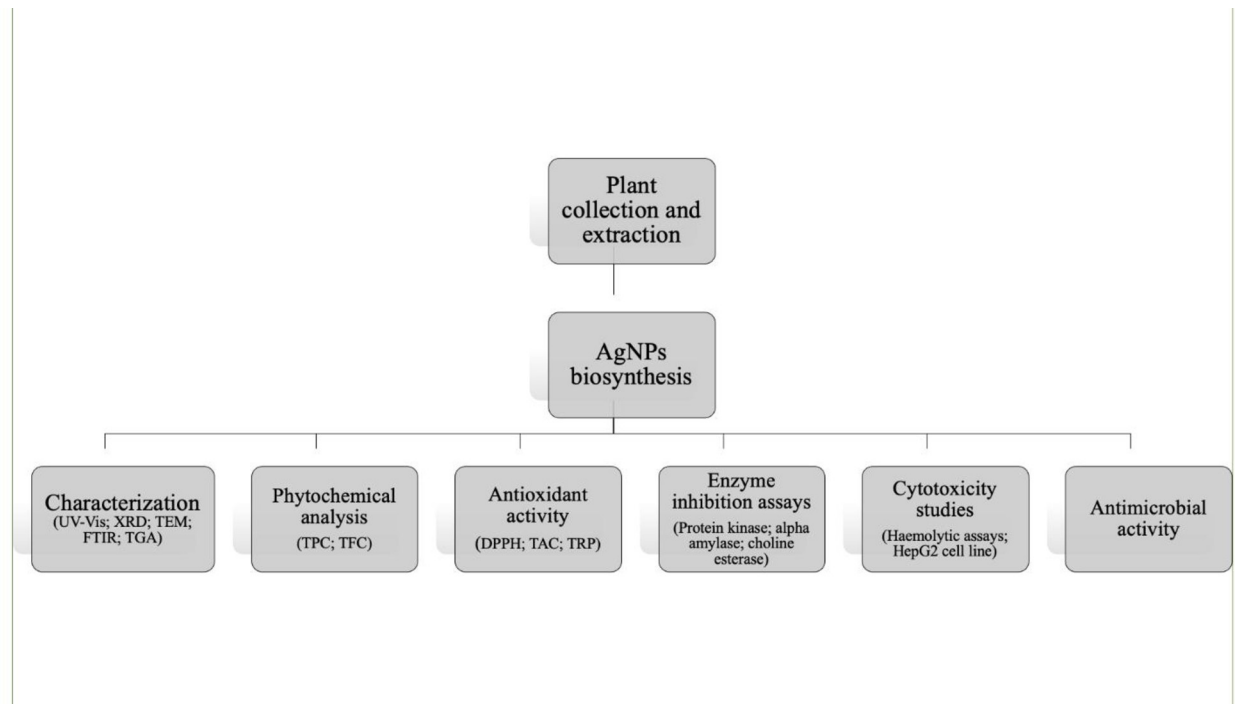 Plant
collection and
extraction
AgNPs
biosynthesis
Characterization
(UV-Vis; XRD; TEM;
FTIR; TGA)
Phytochemical
analysis
(TPC; TFC)
Antioxidant
activity
(DPPH; TAC; TRP)
Enzyme
inhibition assays
(Protein kinase; alpha
amylase; choline
esterase)
Cytotoxicity
studies
(Haemolytic assays;
HepG2 cell line)
Antimicrobial
activity